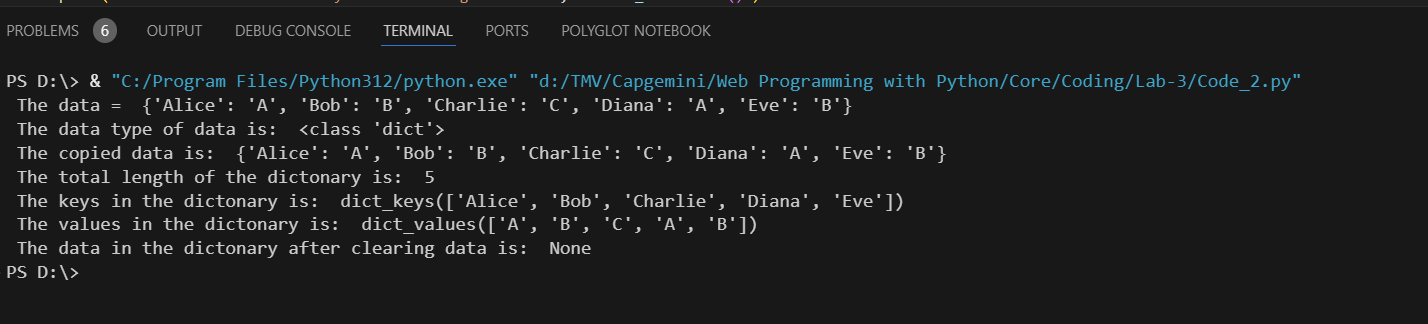 PROBLEMS 6 OUTPUT DEBUG CONSOLE TERMINAL PORTS POLYGLOT NOTEBOOK
PS D:\> & "C:/Program Files/Python312/python.exe" "d:/TMV/Capgemini/Web Programming with Python/Core/Coding/Lab-3/Code_2.py"
The data =  {'Alice': 'A', 'Bob': 'B', 'Charlie': 'C', 'Diana': 'A', 'Eve': 'B'}
The data type of data is:  <class 'dict'>
The copied data is:  {'Alice': 'A', 'Bob': 'B', 'Charlie': 'C', 'Diana': 'A', 'Eve': 'B'}
The total length of the dictonary is:  5
The keys in the dictonary is:  dict_keys(['Alice', 'Bob', 'Charlie', 'Diana', 'Eve'])
The values in the dictonary is:  dict_values(['A', 'B', 'C', 'A', 'B'])
The data in the dictonary after clearing data is:  None
PS D:\>